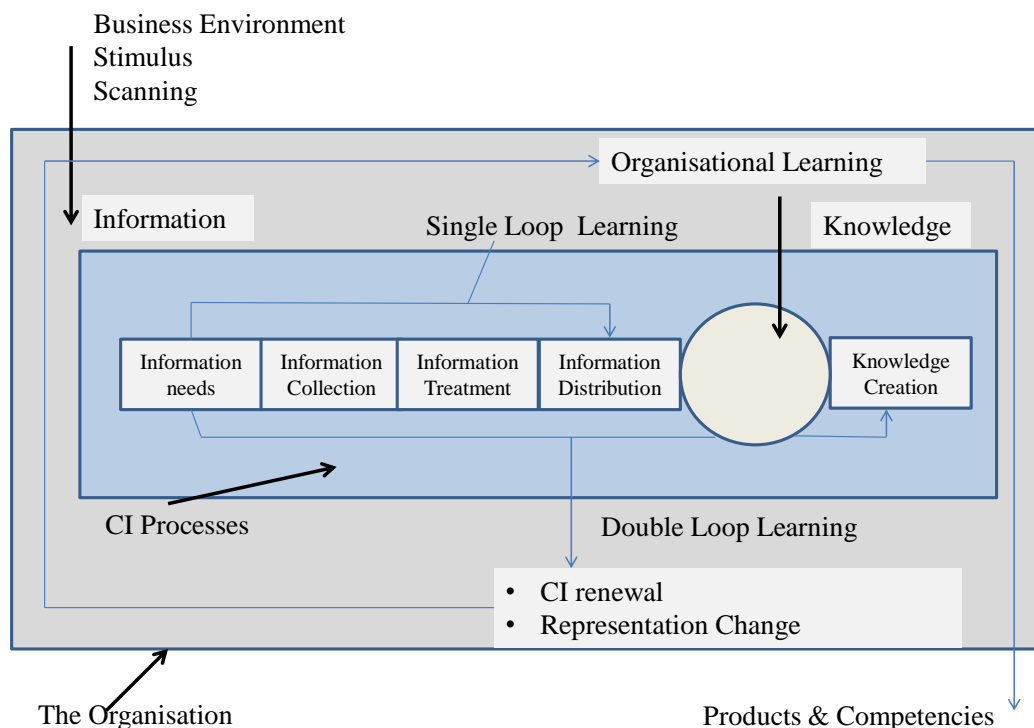 Business Environment
Stimulus
Scanning
Organisational Learning
Information
Single Loop Learning
Knowledge
Information
needs
Information
Collection
Information
Treatment
Information
Distribution
Knowledge
Creation
CI Processes
Double Loop Learning
• CI renewal
• Representation Change
The Organisation
Products & Competencies